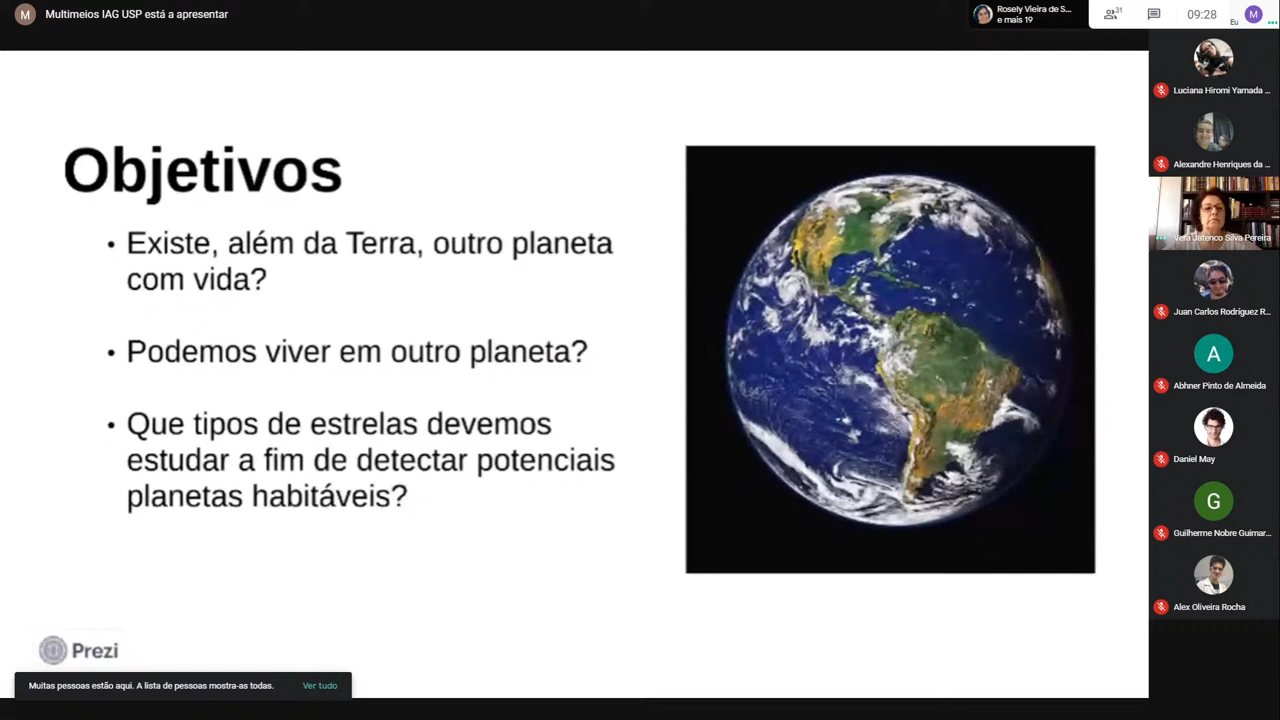 M Multimeios IAG USP está a apresentar
Rosely Vieira de S...
e mais 19
31
09:28
Eu
M
Objetivos
• Existe, além da Terra, outro planeta
com vida?
• Podemos viver em outro planeta?
• Que tipos de estrelas devemos
estudar a fim de detectar potenciais
planetas habitáveis?
Prezi
Muitas pessoas estão aqui. A lista de pessoas mostra-as todas. Ver tudo
Luciana Hiromi Yamada ...
Alexandre Henriques da ...
Vera Jatenco Silva Pereira
Juan Carlos Rodríguez R...
A
Abhner Pinto de Almeida
Daniel May
G
Guilherme Nobre Guimar...
Alex Oliveira Rocha